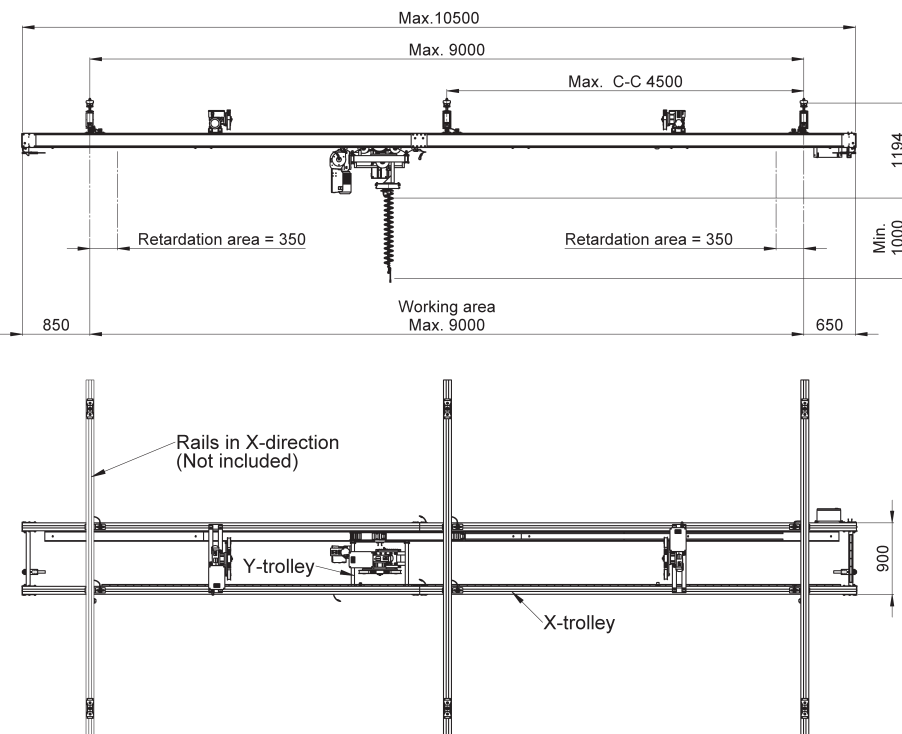 Max.10500
Max. 9000
Max. C-C 4500
1194
Retardation area = 350
Retardation area = 350
Min.
1000
Working area
850
Max. 9000
650
Rails in X-direction
(Not included)
Y-trolley
900
X-trolley